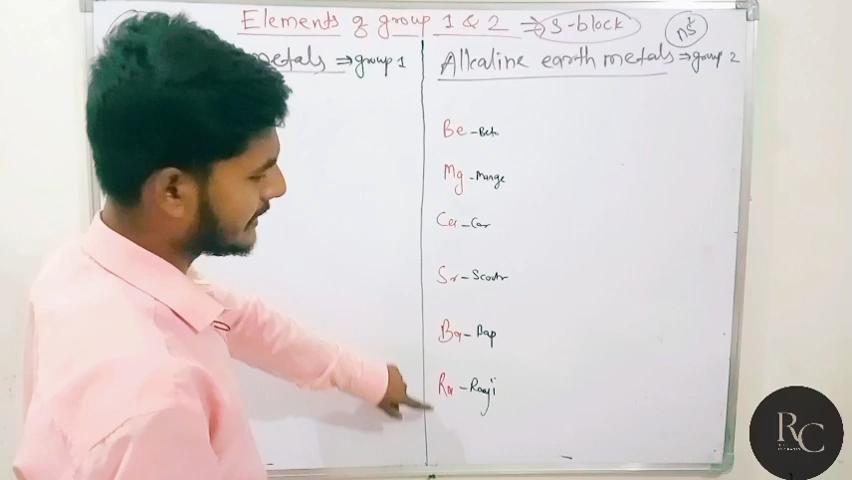 Elements of group 1 & 2 ⇒ S-block ns²
metals ⇒ group 1
Alkaline earth metals ⇒ group 2
Be - Beta
Mg - Mange
Ca - Car
Sr - Scooter
Ba - Bap
Ra - Raaji
RC